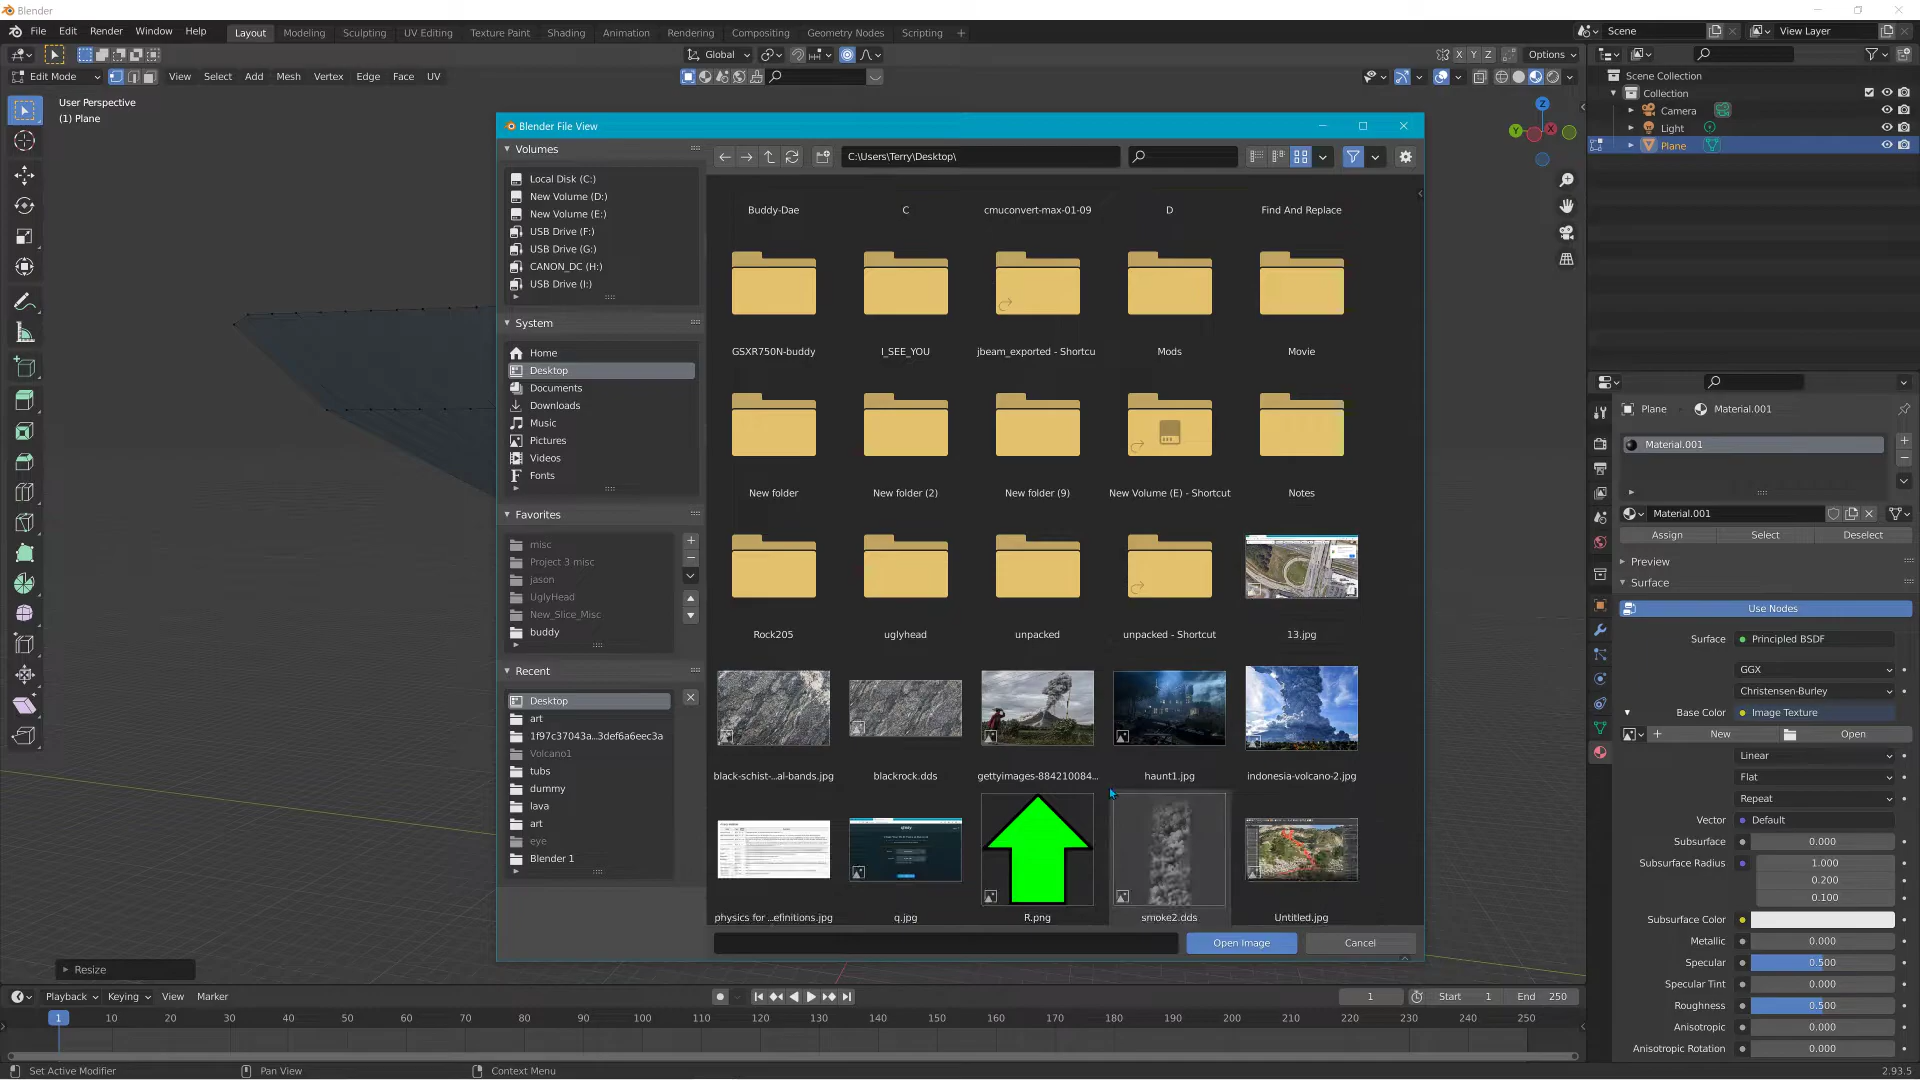 Blender
File Edit Render Window Help
Layout Modeling Sculpting UV Editing Texture Paint Shading Animation Rendering Compositing Geometry Nodes Scripting +
Scene
View Layer
Global
X Y Z
Options
Edit Mode
View Select Add Mesh Vertex Edge Face UV
User Perspective
(1) Plane
Z
Y
X
Resize
Blender File View
Volumes
Local Disk (C:)
New Volume (D:)
New Volume (E:)
USB Drive (F:)
USB Drive (G:)
CANON_DC (H:)
USB Drive (I:)
System
Home
Desktop
Documents
Downloads
Music
Pictures
Videos
Fonts
Favorites
misc
Project 3 misc
jason
UglyHead
New_Slice_Misc
buddy
Recent
Desktop
art
1f97c37043a...3def6a6eec3a
Volcano1
tubs
dummy
lava
art
eye
Blender 1
C:\Users\Terry\Desktop\
Buddy-Dae C cmuconvert-max-01-09 D Find And Replace
GSXR750N-buddy I_SEE_YOU jbeam_exported - Shortcu Mods Movie
New folder New folder (2) New folder (9) New Volume (E) - Shortcut Notes
Rock205 uglyhead unpacked unpacked - Shortcut 13.jpg
black-schist-...al-bands.jpg blackrock.dds gettyimages-884210084... haunt1.jpg indonesia-volcano-2.jpg
physics for ...efinitions.jpg q.jpg R.png smoke2.dds Untitled.jpg
Open Image
Cancel
Scene Collection
Collection
Camera
Light
Plane
Plane Material.001
Material.001
Material.001
Assign Select Deselect
Preview
Surface
Use Nodes
Surface Principled BSDF
GGX
Christensen-Burley
Base Color Image Texture
New Open
Linear
Flat
Repeat
Vector Default
Subsurface 0.000
Subsurface Radius 1.000
0.200
0.100
Subsurface Color
Metallic 0.000
Specular 0.500
Specular Tint 0.000
Roughness 0.500
Anisotropic 0.000
Anisotropic Rotation 0.000
Playback Keying View Marker
1 Start 1 End 250
1 10 20 30 40 50 60 70 80 90 100 110 120 130 140 150 160 170 180 190 200 210 220 230 240 250
Set Active Modifier Pan View Context Menu 2.93.5